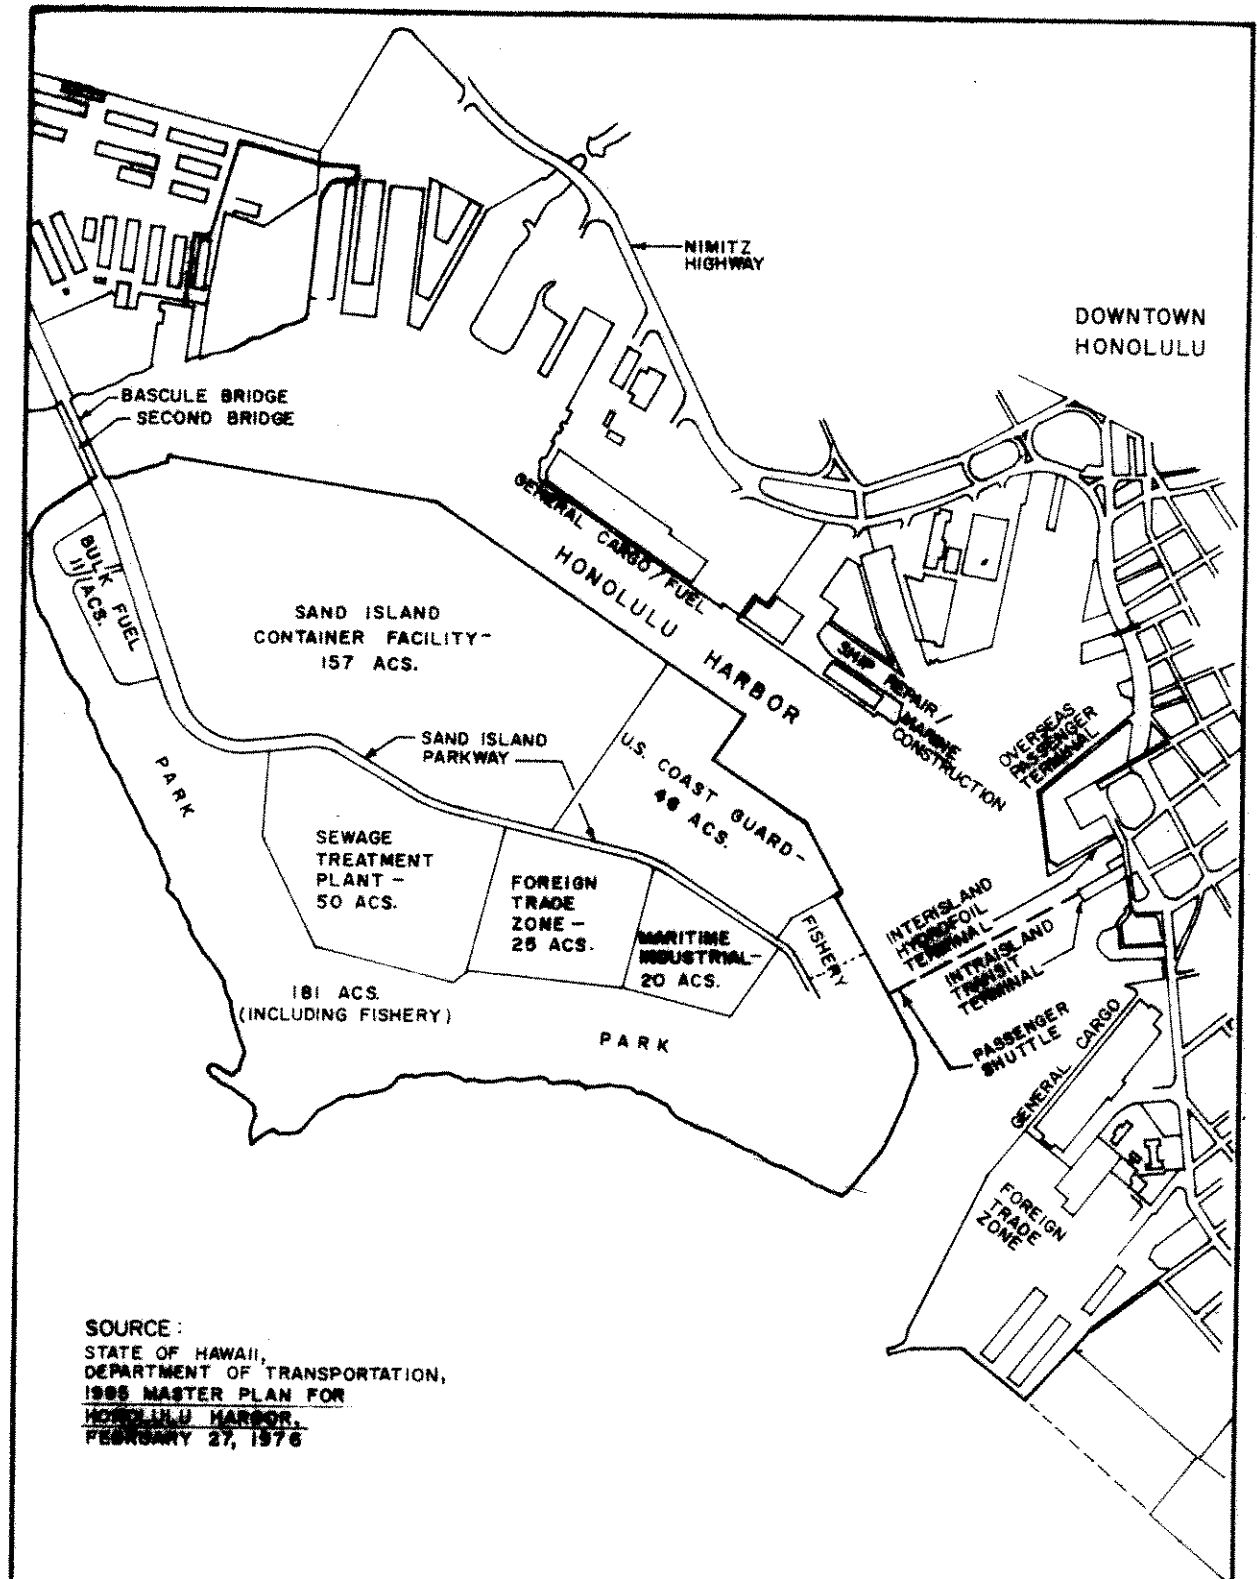 NIMITZ
HIGHWAY
DOWNTOWN
HONOLULU
BASCULE BRIDGE
SECOND BRIDGE
GENERAL CARGO / FUEL
HONOLULU HARBOR
BULK FUEL
11 ACS.
SAND ISLAND
CONTAINER FACILITY-
157 ACS.
SHIP REPAIR/
MARINE
CONSTRUCTION
OVERSEAS
PASSENGER
TERMINAL
SAND ISLAND
PARKWAY
U.S. COAST GUARD-
46 ACS.
PARK
SEWAGE
TREATMENT
PLANT -
50 ACS.
FOREIGN
TRADE
ZONE -
25 ACS.
MARITIME
INDUSTRIAL-
20 ACS.
FISHERY
INTERISLAND
HYDROFOIL
TERMINAL
INTRAISLAND
TRANSIT
TERMINAL
181 ACS.
(INCLUDING FISHERY)
PARK
PASSENGER
SHUTTLE
GENERAL CARGO
FOREIGN
TRADE
ZONE
SOURCE:
STATE OF HAWAII,
DEPARTMENT OF TRANSPORTATION,
1995 MASTER PLAN FOR
HONOLULU HARBOR,
FEBRUARY 27, 1976